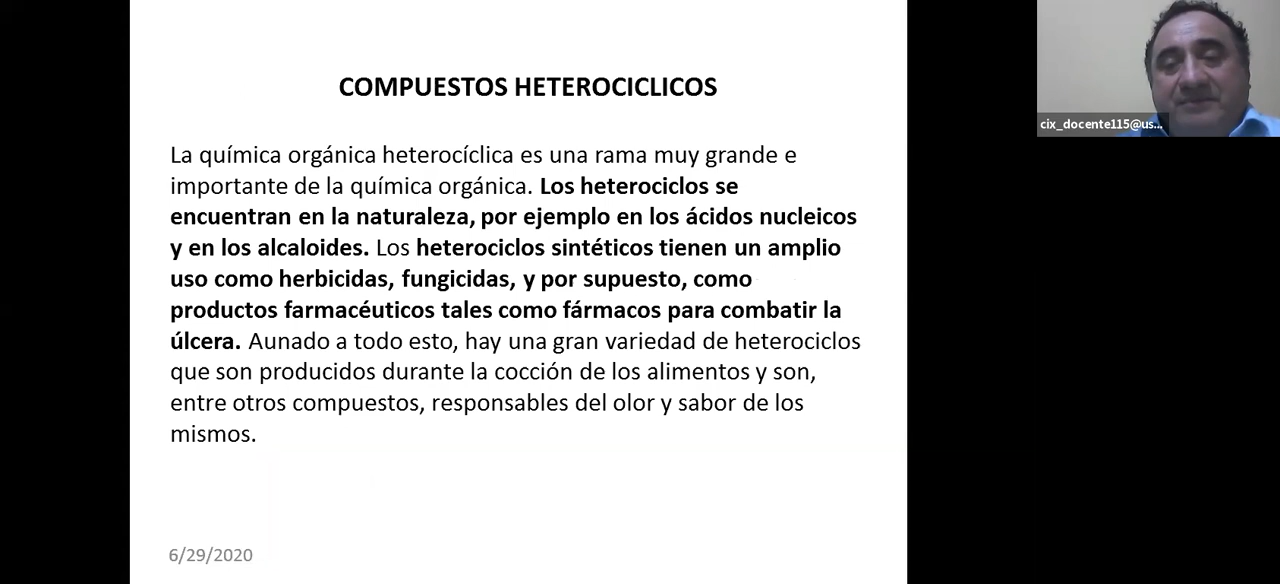 COMPUESTOS HETEROCICLICOS
La química orgánica heterocíclica es una rama muy grande e
importante de la química orgánica. Los heterociclos se
encuentran en la naturaleza, por ejemplo en los ácidos nucleicos
y en los alcaloides. Los heterociclos sintéticos tienen un amplio
uso como herbicidas, fungicidas, y por supuesto, como
productos farmacéuticos tales como fármacos para combatir la
úlcera. Aunado a todo esto, hay una gran variedad de heterociclos
que son producidos durante la cocción de los alimentos y son,
entre otros compuestos, responsables del olor y sabor de los
mismos.
6/29/2020
cix_docente115@us...